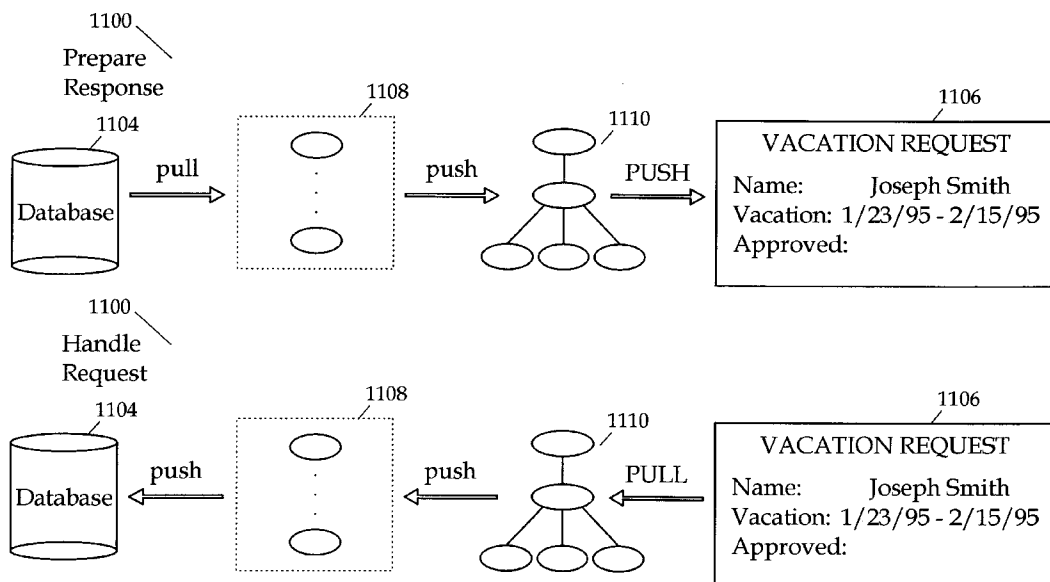 1100
Prepare
Response
1104
Database
pull
1108
push
1110
PUSH
1106
VACATION REQUEST
Name: Joseph Smith
Vacation: 1/23/95 - 2/15/95
Approved:
1100
Handle
Request
1104
Database
push
1108
push
1110
PULL
1106
VACATION REQUEST
Name: Joseph Smith
Vacation: 1/23/95 - 2/15/95
Approved: